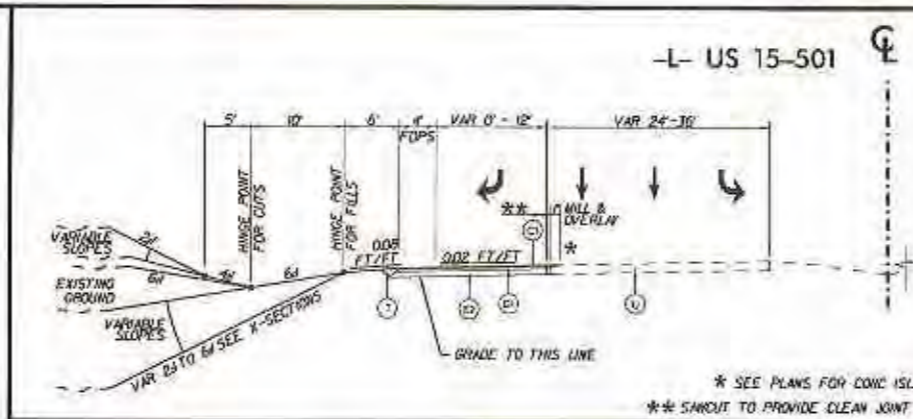 -L- US 15-501
℄
5'
10'
6'
4'
FDPS
VAR 0' - 12'
VAR 24'-36'
HINGE POINT
FOR CUTS
HINGE POINT
FOR FILLS
0.08
FT/FT
0.02 FT/FT
**
MILL &
OVERLAY
*
VARIABLE
SLOPES
2:1
6:1
4:1
6:1
EXISTING
GROUND
VARIABLE
SLOPES
VAR 2:1 TO 6:1 SEE X-SECTIONS
T
GRADE TO THIS LINE
* SEE PLANS FOR CONC ISL
** SAWCUT TO PROVIDE CLEAN JOINT